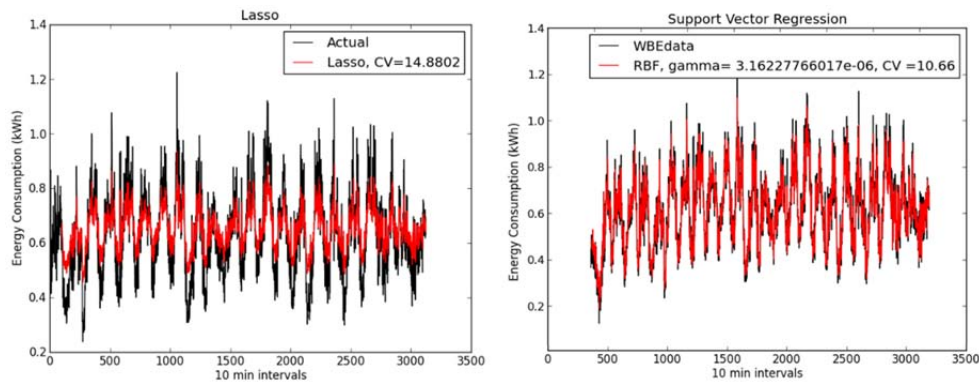 Lasso
Actual
Lasso, CV=14.8802
Energy Consumption (kWh)
1.4
1.2
1.0
0.8
0.6
0.4
0.2
0 500 1000 1500 2000 2500 3000 3500
10 min intervals
Support Vector Regression
WBEdata
RBF, gamma= 3.16227766017e-06, CV =10.66
Energy Consumption (kWh)
1.4
1.2
1.0
0.8
0.6
0.4
0.2
0 500 1000 1500 2000 2500 3000 3500
10 min intervals